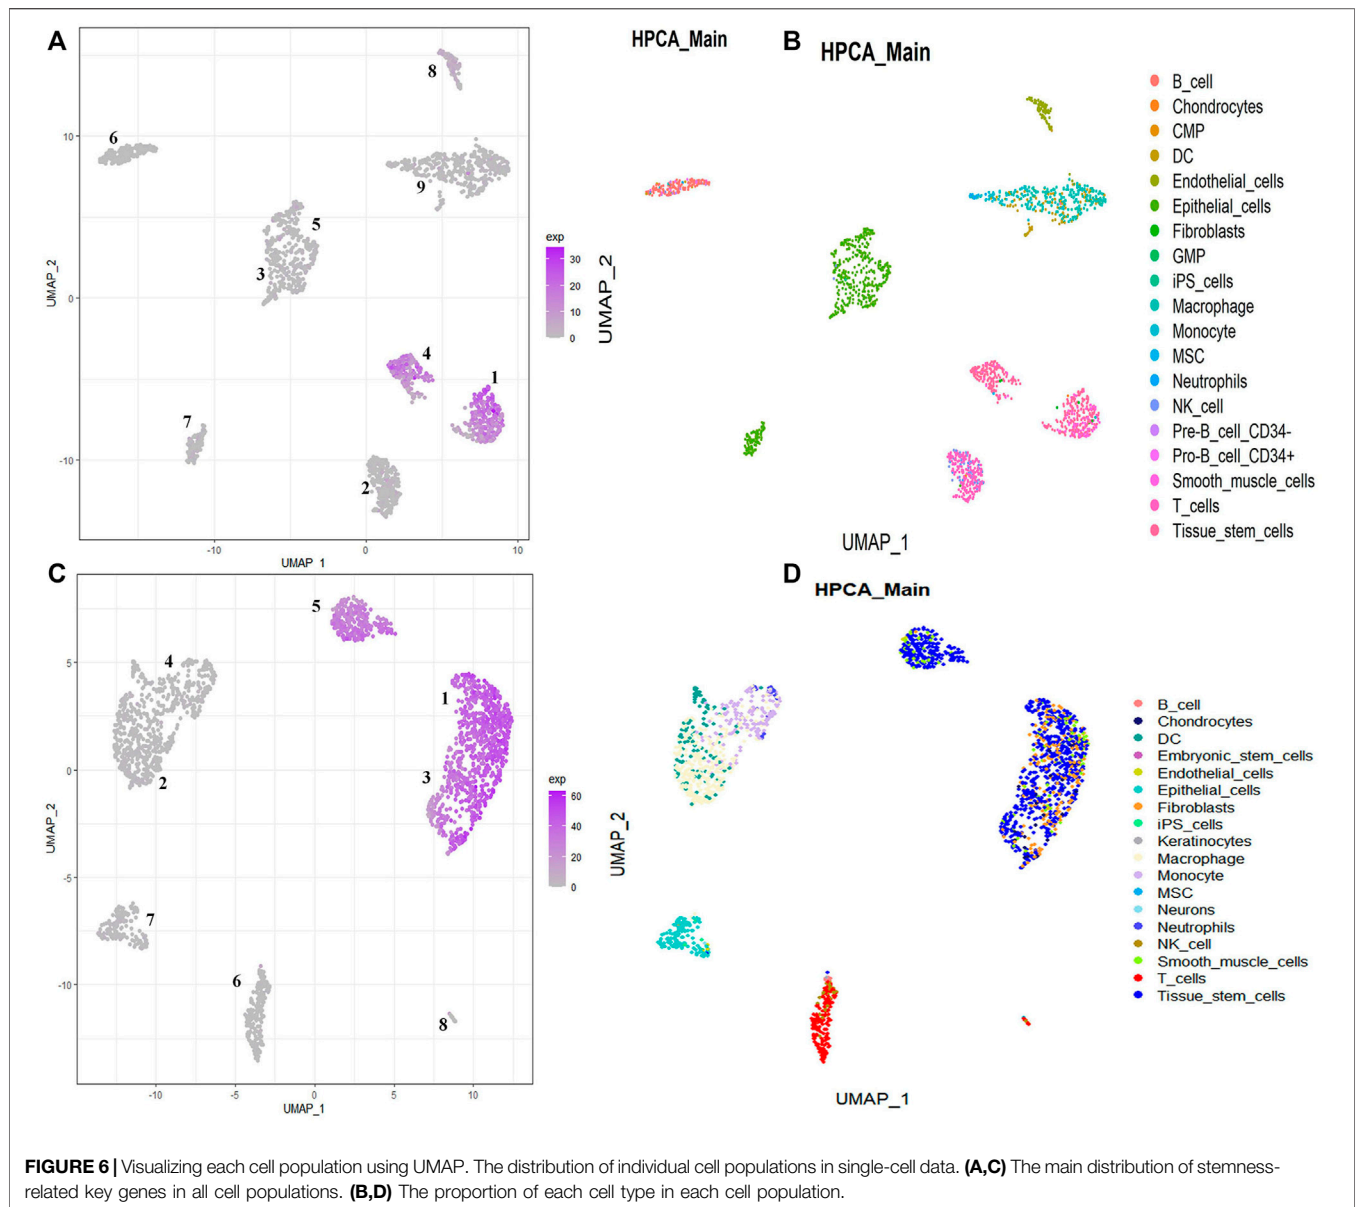 A
HPCA_Main
B
HPCA_Main
8
6
9
5
3
4
1
7
2
10
0
-10
UMAP_2
-10
0
10
UMAP_1
exp
30
20
10
0
UMAP_2
UMAP_1
B_cell
Chondrocytes
CMP
DC
Endothelial_cells
Epithelial_cells
Fibroblasts
GMP
iPS_cells
Macrophage
Monocyte
MSC
Neutrophils
NK_cell
Pre-B_cell_CD34-
Pro-B_cell_CD34+
Smooth_muscle_cells
T_cells
Tissue_stem_cells
C
5
4
1
3
2
7
6
8
5
0
-5
-10
UMAP_2
-10
-5
0
5
10
UMAP_1
exp
60
40
20
0
D
HPCA_Main
UMAP_2
UMAP_1
B_cell
Chondrocytes
DC
Embryonic_stem_cells
Endothelial_cells
Epithelial_cells
Fibroblasts
iPS_cells
Keratinocytes
Macrophage
Monocyte
MSC
Neurons
Neutrophils
NK_cell
Smooth_muscle_cells
T_cells
Tissue_stem_cells
FIGURE 6 | Visualizing each cell population using UMAP. The distribution of individual cell populations in single-cell data. (A,C) The main distribution of stemness-
related key genes in all cell populations. (B,D) The proportion of each cell type in each cell population.